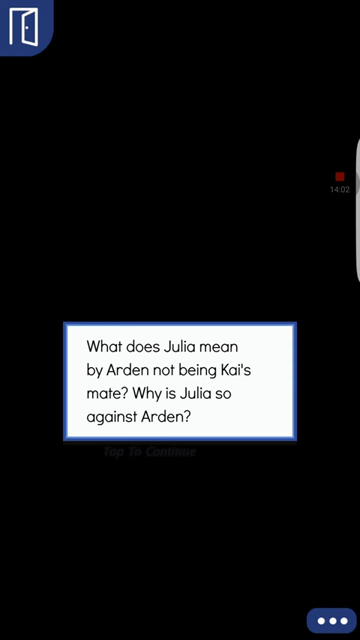 14:02
What does Julia mean
by Arden not being Kai's
mate? Why is Julia so
against Arden?
Tap To Continue